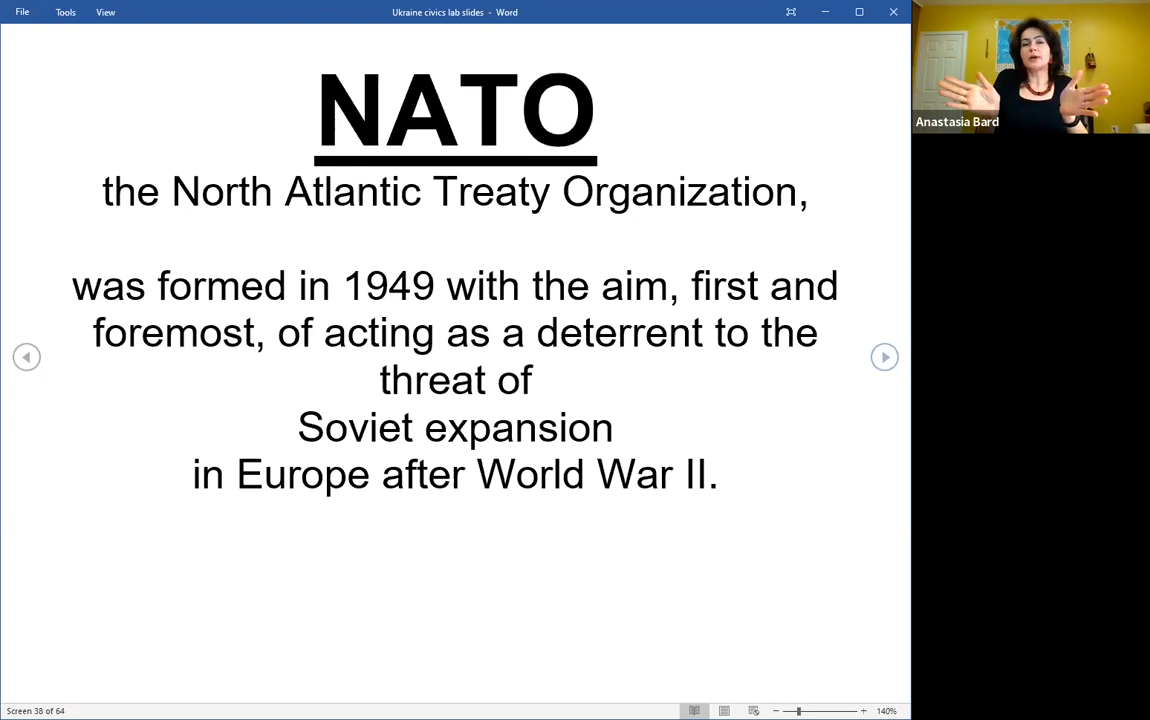 File Tools View Ukraine civics lab slides - Word
NATO
the North Atlantic Treaty Organization,
was formed in 1949 with the aim, first and
foremost, of acting as a deterrent to the
threat of
Soviet expansion
in Europe after World War II.
Anastasia Bard
Screen 38 of 64
140%